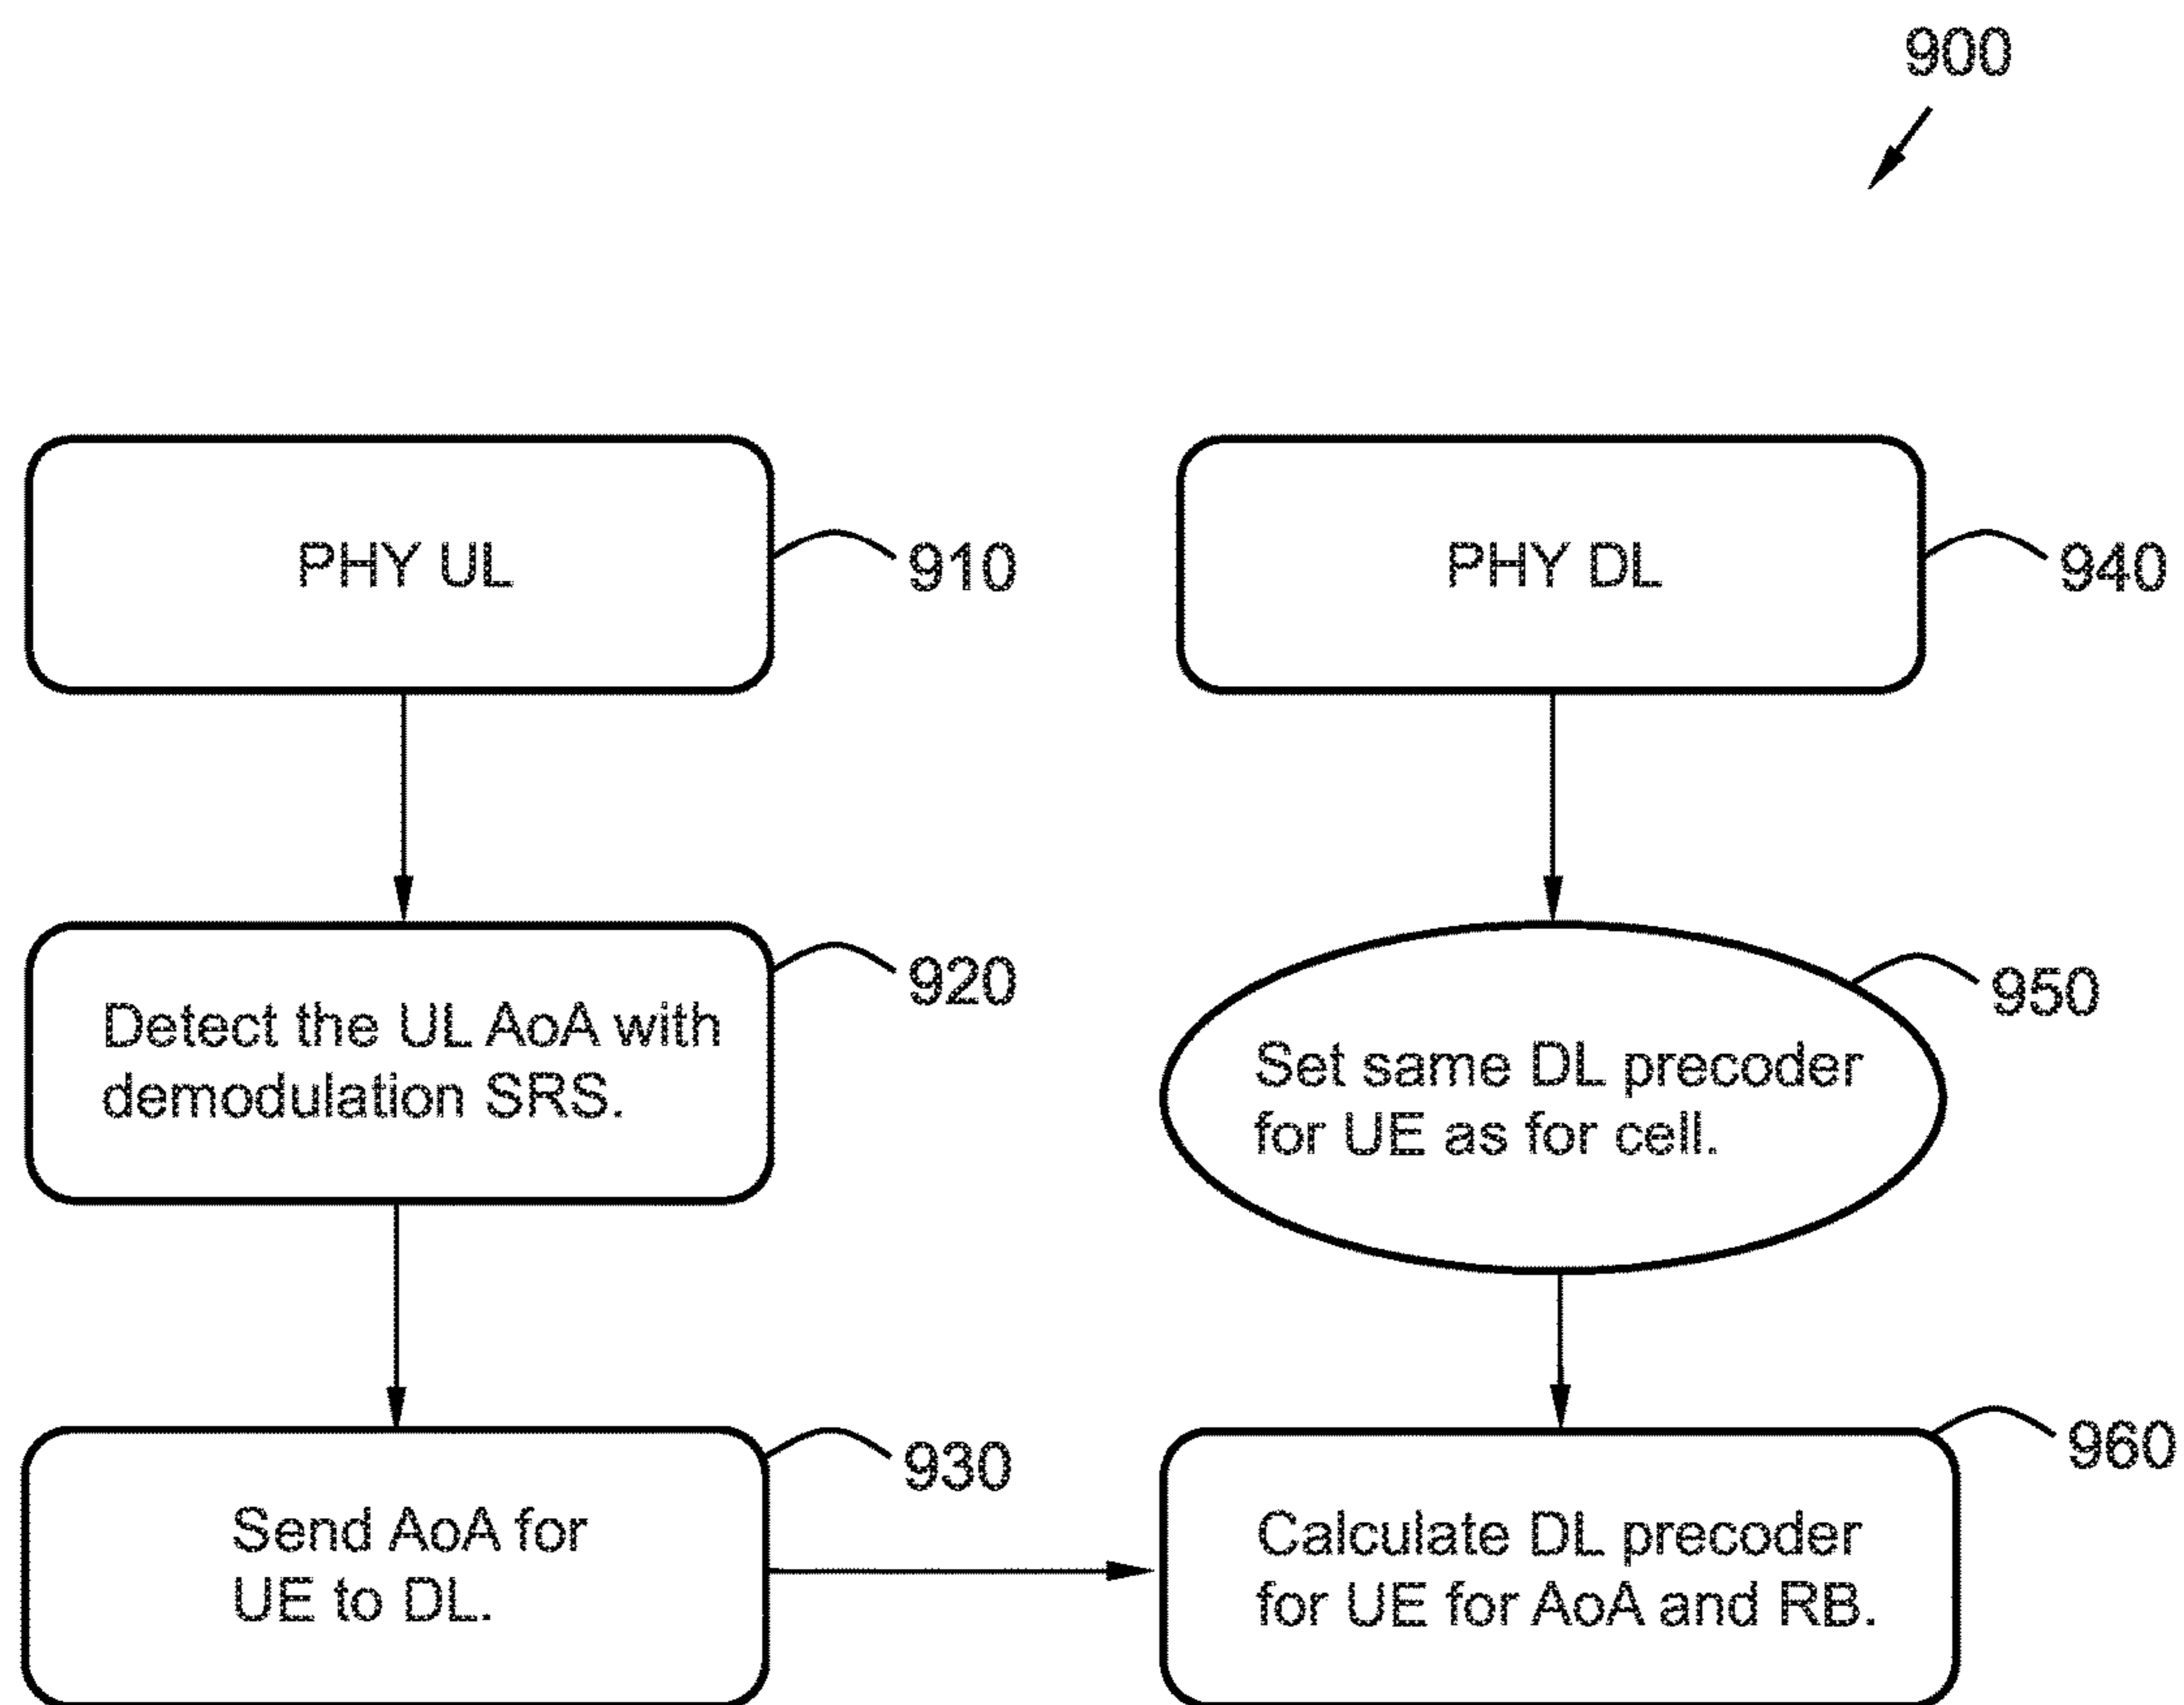 900
PHY UL
910
PHY DL
940
Detect the UL AoA with
demodulation SRS.
920
Set same DL precoder
for UE as for cell.
950
Send AoA for
UE to DL.
930
Calculate DL precoder
for UE for AoA and RB.
960